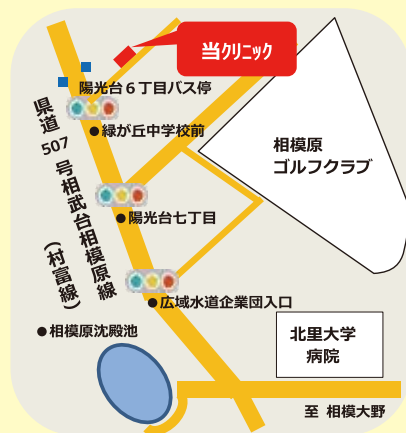 当クリニック
陽光台６丁目バス停
緑が丘中学校前
県道507号相武台相模原線
(村富線)
相模原
ゴルフクラブ
陽光台七丁目
広域水道企業団入口
相模原沈殿池
北里大学
病院
至 相模大野